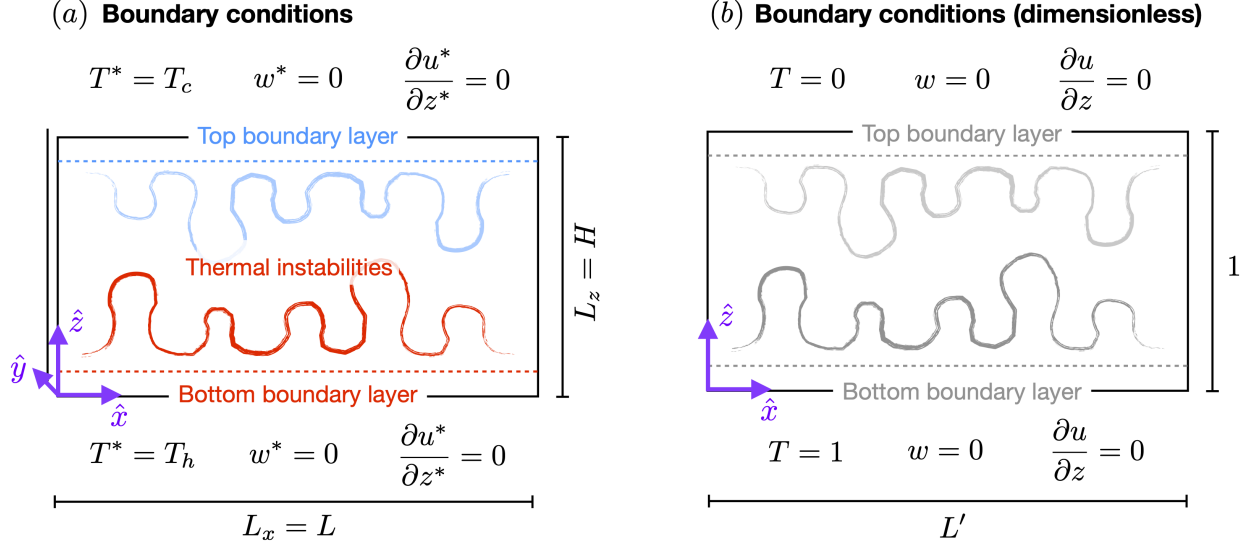 (a) Boundary conditions
T* = T_c w* = 0 ∂u*/∂z* = 0
Top boundary layer
Thermal instabilities
L_z = H
ẑ
ŷ
x̂
Bottom boundary layer
T* = T_h w* = 0 ∂u*/∂z* = 0
L_x = L
(b) Boundary conditions (dimensionless)
T = 0 w = 0 ∂u/∂z = 0
Top boundary layer
1
ẑ
x̂
Bottom boundary layer
T = 1 w = 0 ∂u/∂z = 0
L′